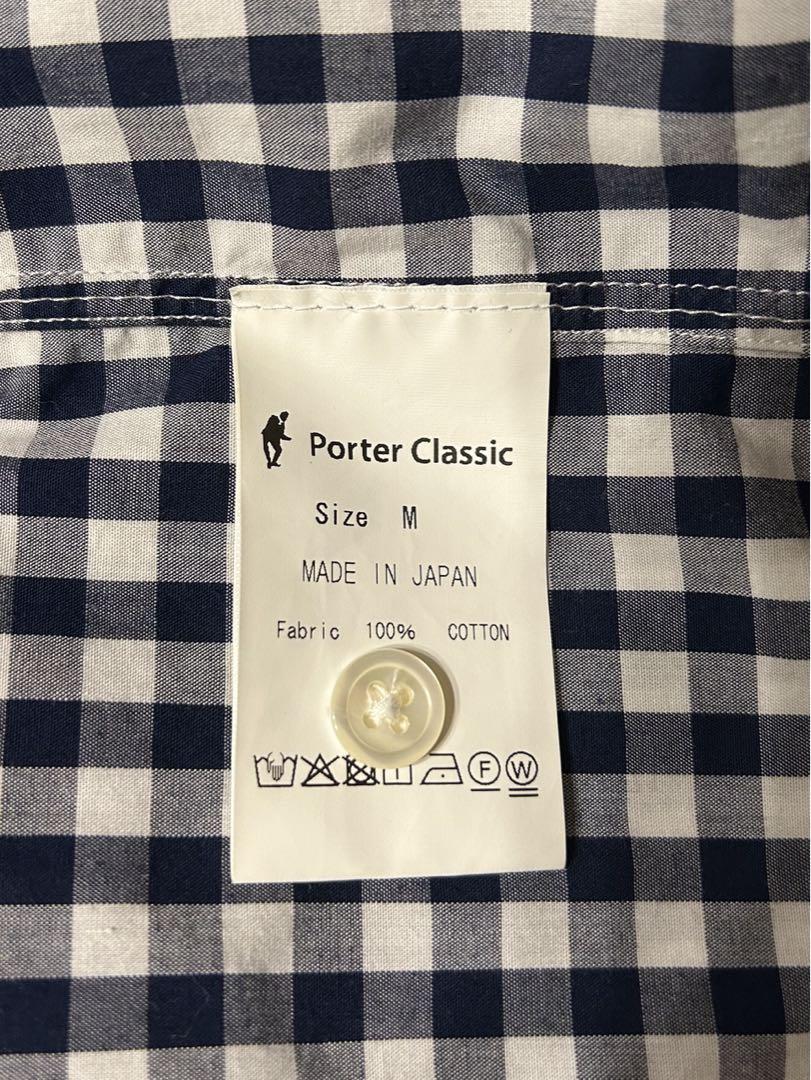 Porter Classic
Size M
MADE IN JAPAN
Fabric 100% COTTON
F W